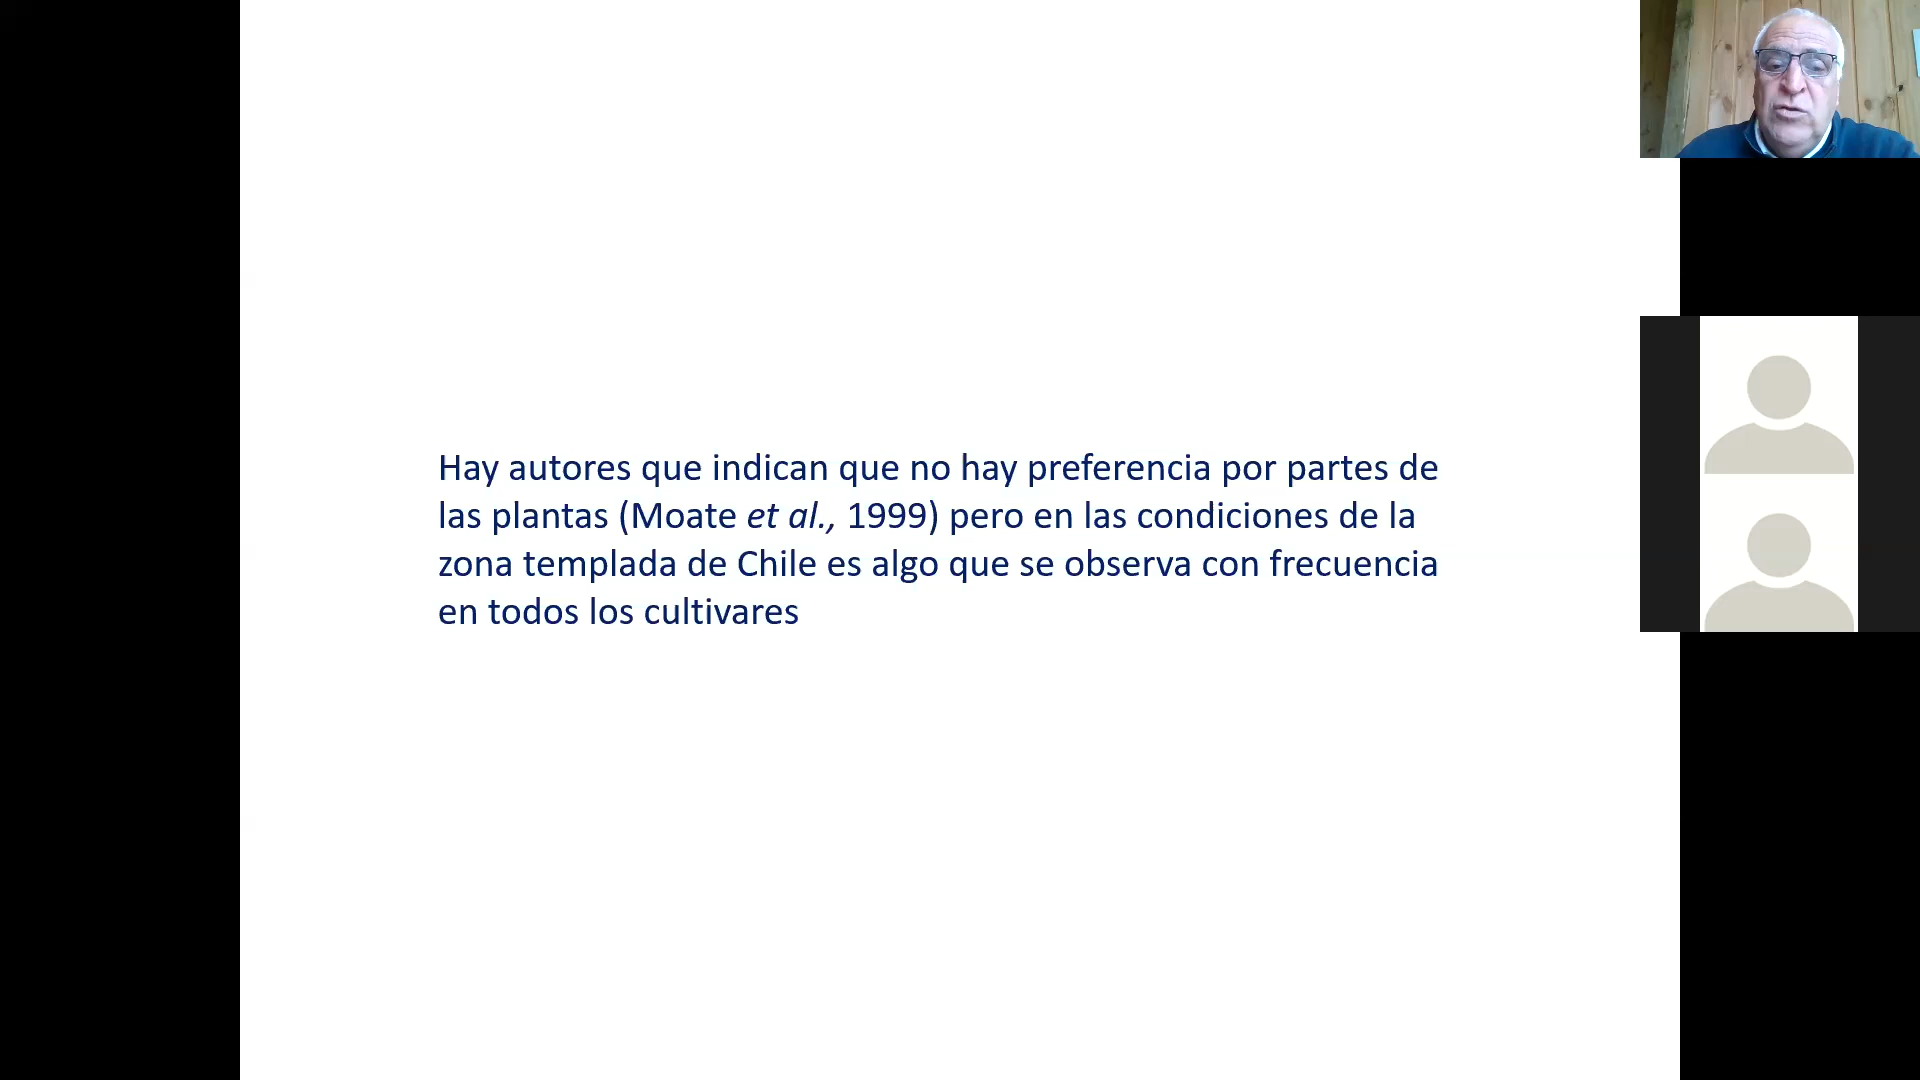 Hay autores que indican que no hay preferencia por partes de
las plantas (Moate et al., 1999) pero en las condiciones de la
zona templada de Chile es algo que se observa con frecuencia
en todos los cultivares